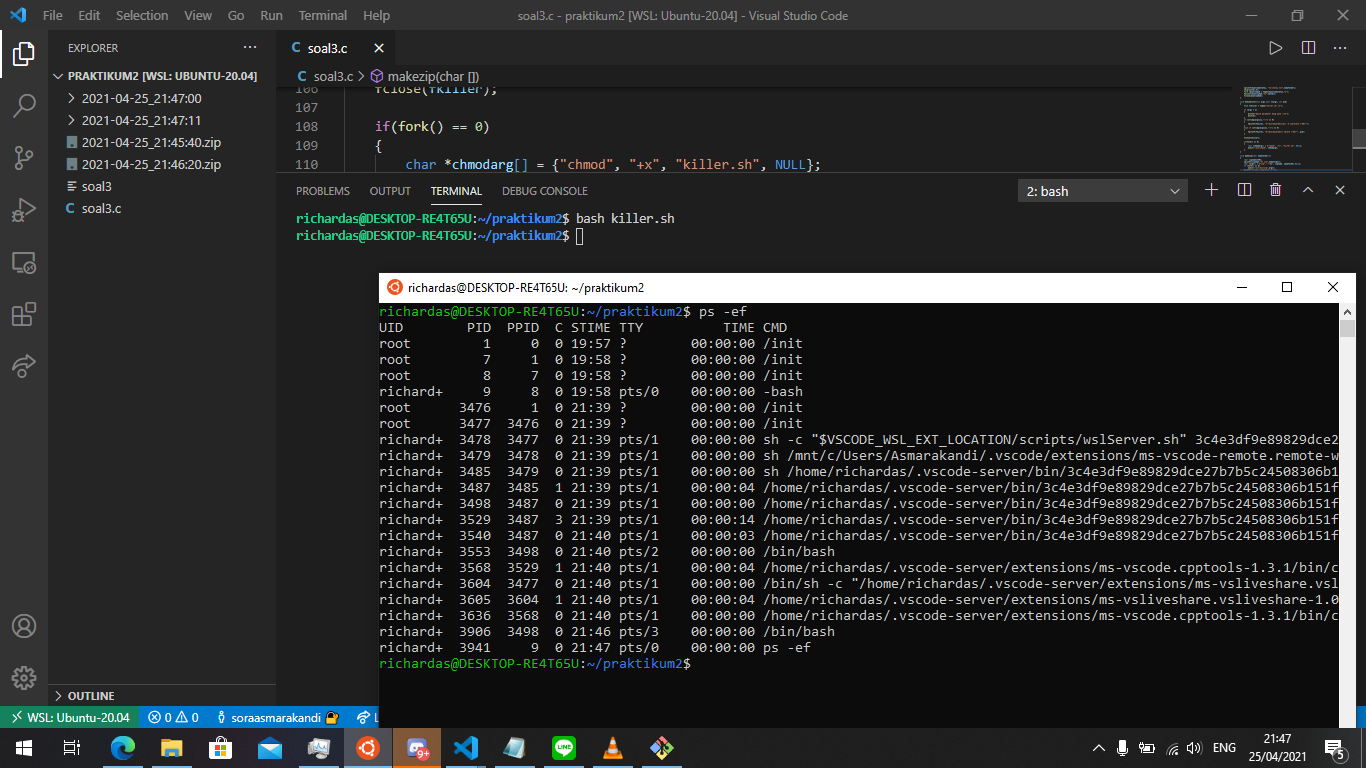 File Edit Selection View Go Run Terminal Help soal3.c - praktikum2 [WSL: Ubuntu-20.04] - Visual Studio Code
EXPLORER
PRAKTIKUM2 [WSL: UBUNTU-20.04]
2021-04-25_21:47:00
2021-04-25_21:47:11
2021-04-25_21:45:40.zip
2021-04-25_21:46:20.zip
soal3
C soal3.c
OUTLINE
C soal3.c
C soal3.c > makezip(char [])
106 fclose(fkiller);
107
108 if(fork() == 0)
109 {
110 char *chmodarg[] = {"chmod", "+x", "killer.sh", NULL};
PROBLEMS OUTPUT TERMINAL DEBUG CONSOLE 2: bash
richardas@DESKTOP-RE4T65U:~/praktikum2$ bash killer.sh
richardas@DESKTOP-RE4T65U:~/praktikum2$
richardas@DESKTOP-RE4T65U: ~/praktikum2
richardas@DESKTOP-RE4T65U:~/praktikum2$ ps -ef
UID PID PPID C STIME TTY TIME CMD
root 1 0 0 19:57 ? 00:00:00 /init
root 7 1 0 19:58 ? 00:00:00 /init
root 8 7 0 19:58 ? 00:00:00 /init
richard+ 9 8 0 19:58 pts/0 00:00:00 -bash
root 3476 1 0 21:39 ? 00:00:00 /init
root 3477 3476 0 21:39 ? 00:00:00 /init
richard+ 3478 3477 0 21:39 pts/1 00:00:00 sh -c "$VSCODE_WSL_EXT_LOCATION/scripts/wslServer.sh" 3c4e3df9e89829dce2
richard+ 3479 3478 0 21:39 pts/1 00:00:00 sh /mnt/c/Users/Asmarakandi/.vscode/extensions/ms-vscode-remote.remote-w
richard+ 3485 3479 0 21:39 pts/1 00:00:00 sh /home/richardas/.vscode-server/bin/3c4e3df9e89829dce27b7b5c24508306b1
richard+ 3487 3485 1 21:39 pts/1 00:00:04 /home/richardas/.vscode-server/bin/3c4e3df9e89829dce27b7b5c24508306b151f
richard+ 3498 3487 0 21:39 pts/1 00:00:00 /home/richardas/.vscode-server/bin/3c4e3df9e89829dce27b7b5c24508306b151f
richard+ 3529 3487 3 21:39 pts/1 00:00:14 /home/richardas/.vscode-server/bin/3c4e3df9e89829dce27b7b5c24508306b151f
richard+ 3540 3487 0 21:40 pts/1 00:00:03 /home/richardas/.vscode-server/bin/3c4e3df9e89829dce27b7b5c24508306b151f
richard+ 3553 3498 0 21:40 pts/2 00:00:00 /bin/bash
richard+ 3568 3529 1 21:40 pts/1 00:00:04 /home/richardas/.vscode-server/extensions/ms-vscode.cpptools-1.3.1/bin/c
richard+ 3604 3477 0 21:40 pts/1 00:00:00 /bin/sh -c "/home/richardas/.vscode-server/extensions/ms-vsliveshare.vsl
richard+ 3605 3604 1 21:40 pts/1 00:00:04 /home/richardas/.vscode-server/extensions/ms-vsliveshare.vsliveshare-1.0
richard+ 3636 3568 0 21:40 pts/1 00:00:00 /home/richardas/.vscode-server/extensions/ms-vscode.cpptools-1.3.1/bin/c
richard+ 3906 3498 0 21:46 pts/3 00:00:00 /bin/bash
richard+ 3941 9 0 21:47 pts/0 00:00:00 ps -ef
richardas@DESKTOP-RE4T65U:~/praktikum2$
WSL: Ubuntu-20.04 0 0 soraasmarakandi L
9+ LINE ENG 21:47
25/04/2021 5